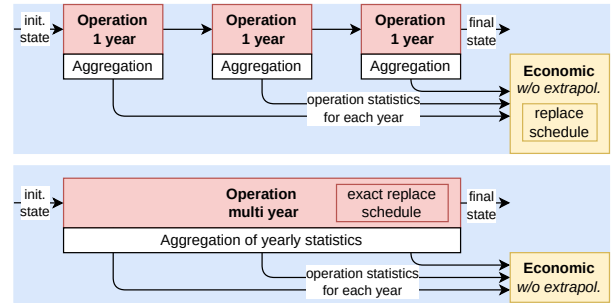 init.
state
Operation
1 year
Aggregation
Operation
1 year
Aggregation
Operation
1 year
Aggregation
final
state
operation statistics
for each year
Economic
w/o extrapol.
replace
schedule
init.
state
Operation
multi year
exact replace
schedule
Aggregation of yearly statistics
final
state
operation statistics
for each year
Economic
w/o extrapol.